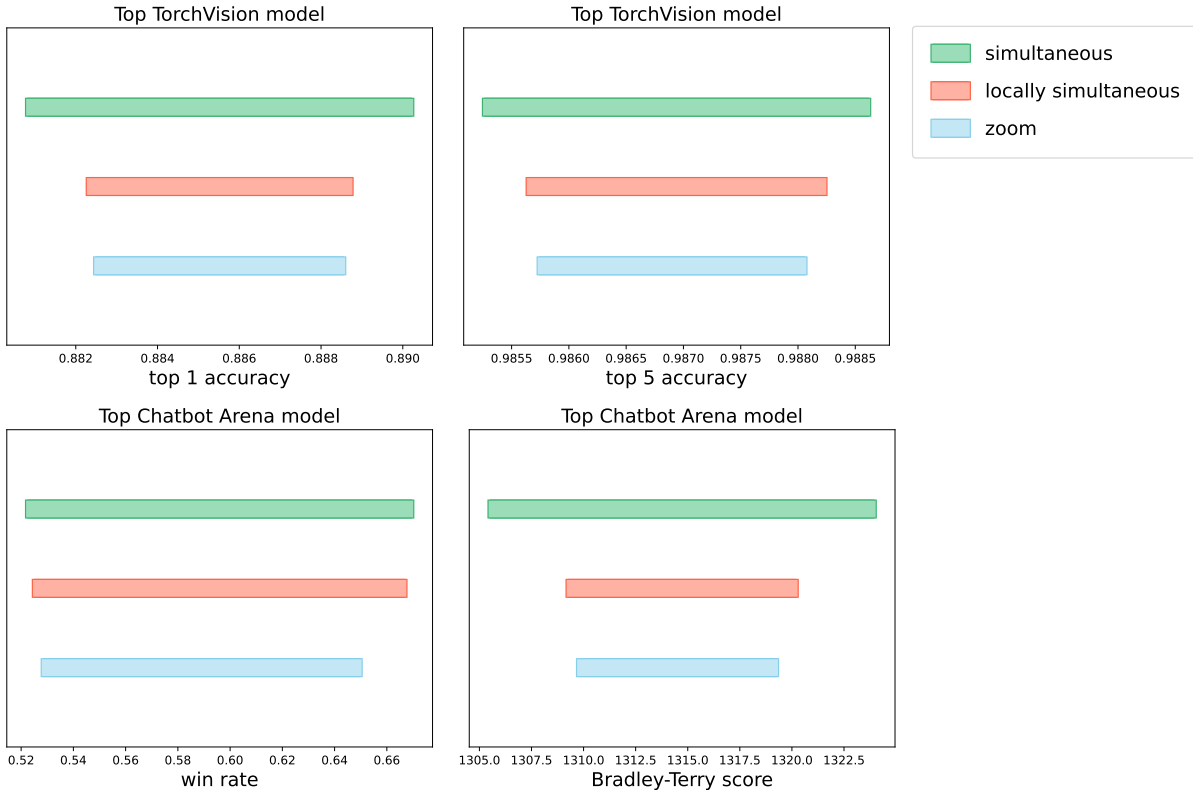 Top TorchVision model
Top TorchVision model
simultaneous
locally simultaneous
zoom
0.882 0.884 0.886 0.888 0.890
top 1 accuracy
0.9855 0.9860 0.9865 0.9870 0.9875 0.9880 0.9885
top 5 accuracy
Top Chatbot Arena model
Top Chatbot Arena model
0.52 0.54 0.56 0.58 0.60 0.62 0.64 0.66
win rate
1305.0 1307.5 1310.0 1312.5 1315.0 1317.5 1320.0 1322.5
Bradley-Terry score